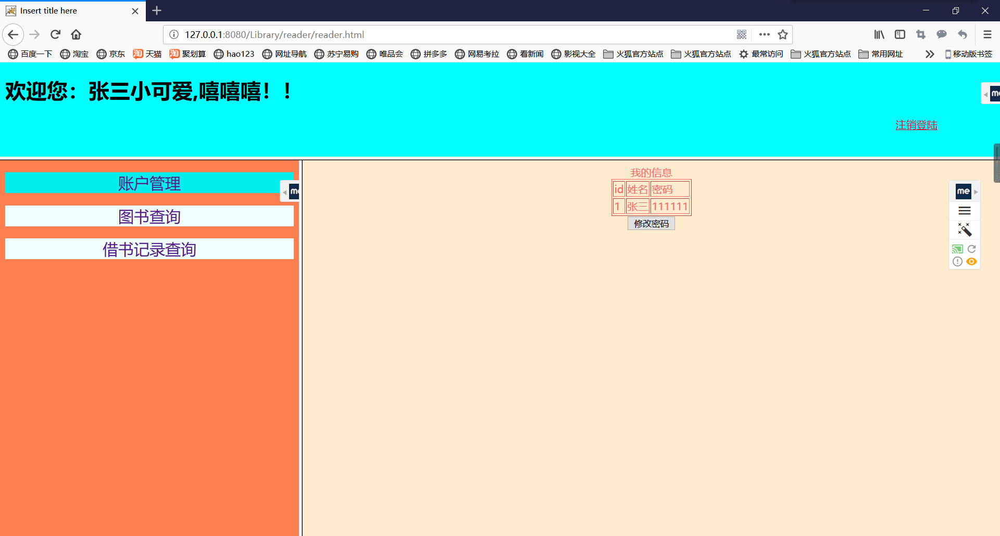 Insert title here
127.0.0.1:8080/Library/reader/reader.html
百度一下 淘宝 京东 淘 天猫 淘 聚划算 hao123 网址导航 苏宁易购 唯品会 拼多多 网易考拉 看新闻 影视大全 火狐官方站点 火狐官方站点 最常访问 火狐官方站点 常用网址 移动版书签
欢迎您：张三小可爱,嘻嘻嘻！！
me
注销登陆
账户管理
me
图书查询
借书记录查询
我的信息
id 姓名 密码
1 张三 111111
修改密码
me